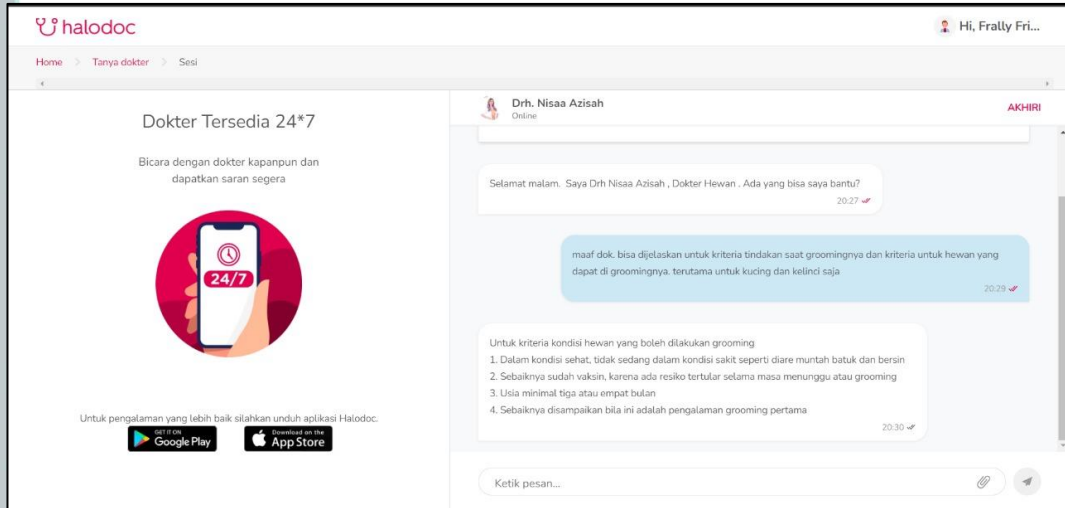 halodoc
Hi, Frally Fri...
Home > Tanya dokter > Sesi
Dokter Tersedia 24*7
Bicara dengan dokter kapanpun dan
dapatkan saran segera
24/7
Untuk pengalaman yang lebih baik silahkan unduh aplikasi Halodoc.
GET IT ON
Google Play
Download on the
App Store
Drh. Nisaa Azisah
Online
AKHIRI
Selamat malam. Saya Drh Nisaa Azisah , Dokter Hewan . Ada yang bisa saya bantu?
20:27
maaf dok. bisa dijelaskan untuk kriteria tindakan saat groomingnya dan kriteria untuk hewan yang
dapat di groomingnya. terutama untuk kucing dan kelinci saja
20:29
Untuk kriteria kondisi hewan yang boleh dilakukan grooming
1. Dalam kondisi sehat, tidak sedang dalam kondisi sakit seperti diare muntah batuk dan bersin
2. Sebaiknya sudah vaksin, karena ada resiko tertular selama masa menunggu atau grooming
3. Usia minimal tiga atau empat bulan
4. Sebaiknya disampaikan bila ini adalah pengalaman grooming pertama
20:30
Ketik pesan...